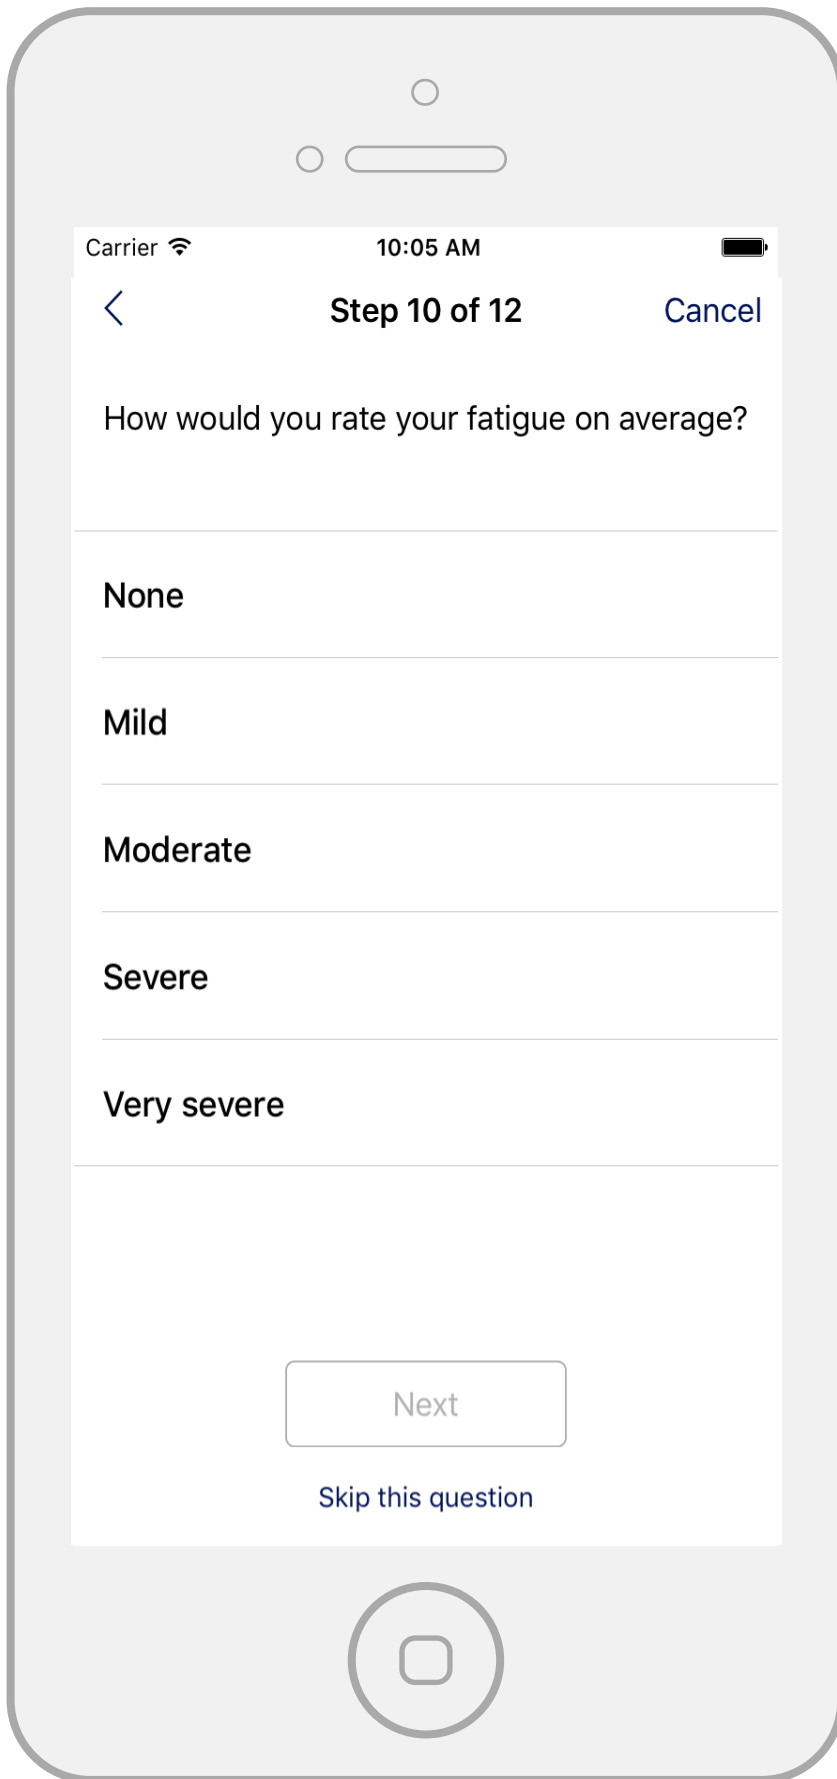 Carrier 10:05 AM
Step 10 of 12 Cancel
How would you rate your fatigue on average?
None
Mild
Moderate
Severe
Very severe
Next
Skip this question